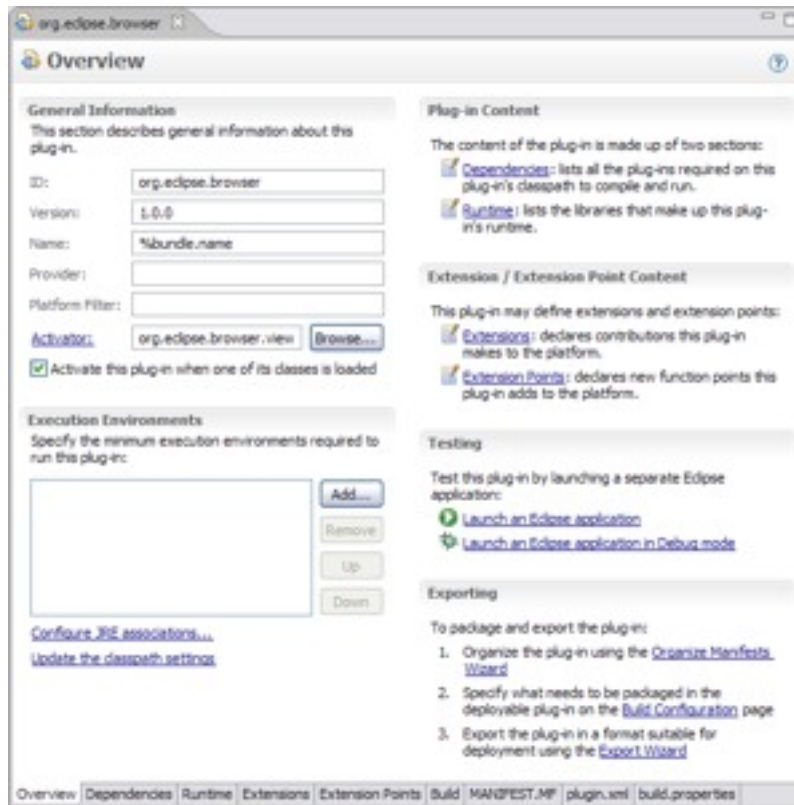 org.eclipse.browser
Overview
General Information
This section describes general information about this
plug-in.
ID:
org.eclipse.browser
Version:
1.0.0
Name:
%bundle.name
Provider:
Platform Filter:
Activator:
org.eclipse.browser.view
Browse...
Activate this plug-in when one of its classes is loaded
Execution Environments
Specify the minimum execution environments required to
run this plug-in:
Add...
Remove
Up
Down
Configure JRE associations...
Update the classpath settings
Plug-in Content
The content of the plug-in is made up of two sections:
Dependencies: lists all the plug-ins required on this
plug-in's classpath to compile and run.
Runtime: lists the libraries that make up this plug-
in's runtime.
Extension / Extension Point Content
This plug-in may define extensions and extension points:
Extensions: declares contributions this plug-in
makes to the platform.
Extension Points: declares new function points this
plug-in adds to the platform.
Testing
Test this plug-in by launching a separate Eclipse
application:
Launch an Eclipse application
Launch an Eclipse application in Debug mode
Exporting
To package and export the plug-in:
1. Organize the plug-in using the Organize Manifests
Wizard
2. Specify what needs to be packaged in the
deployable plug-in on the Build Configuration page
3. Export the plug-in in a format suitable for
deployment using the Export Wizard
Overview Dependencies Runtime Extensions Extension Points Build MANIFEST.MF plugin.xml build.properties